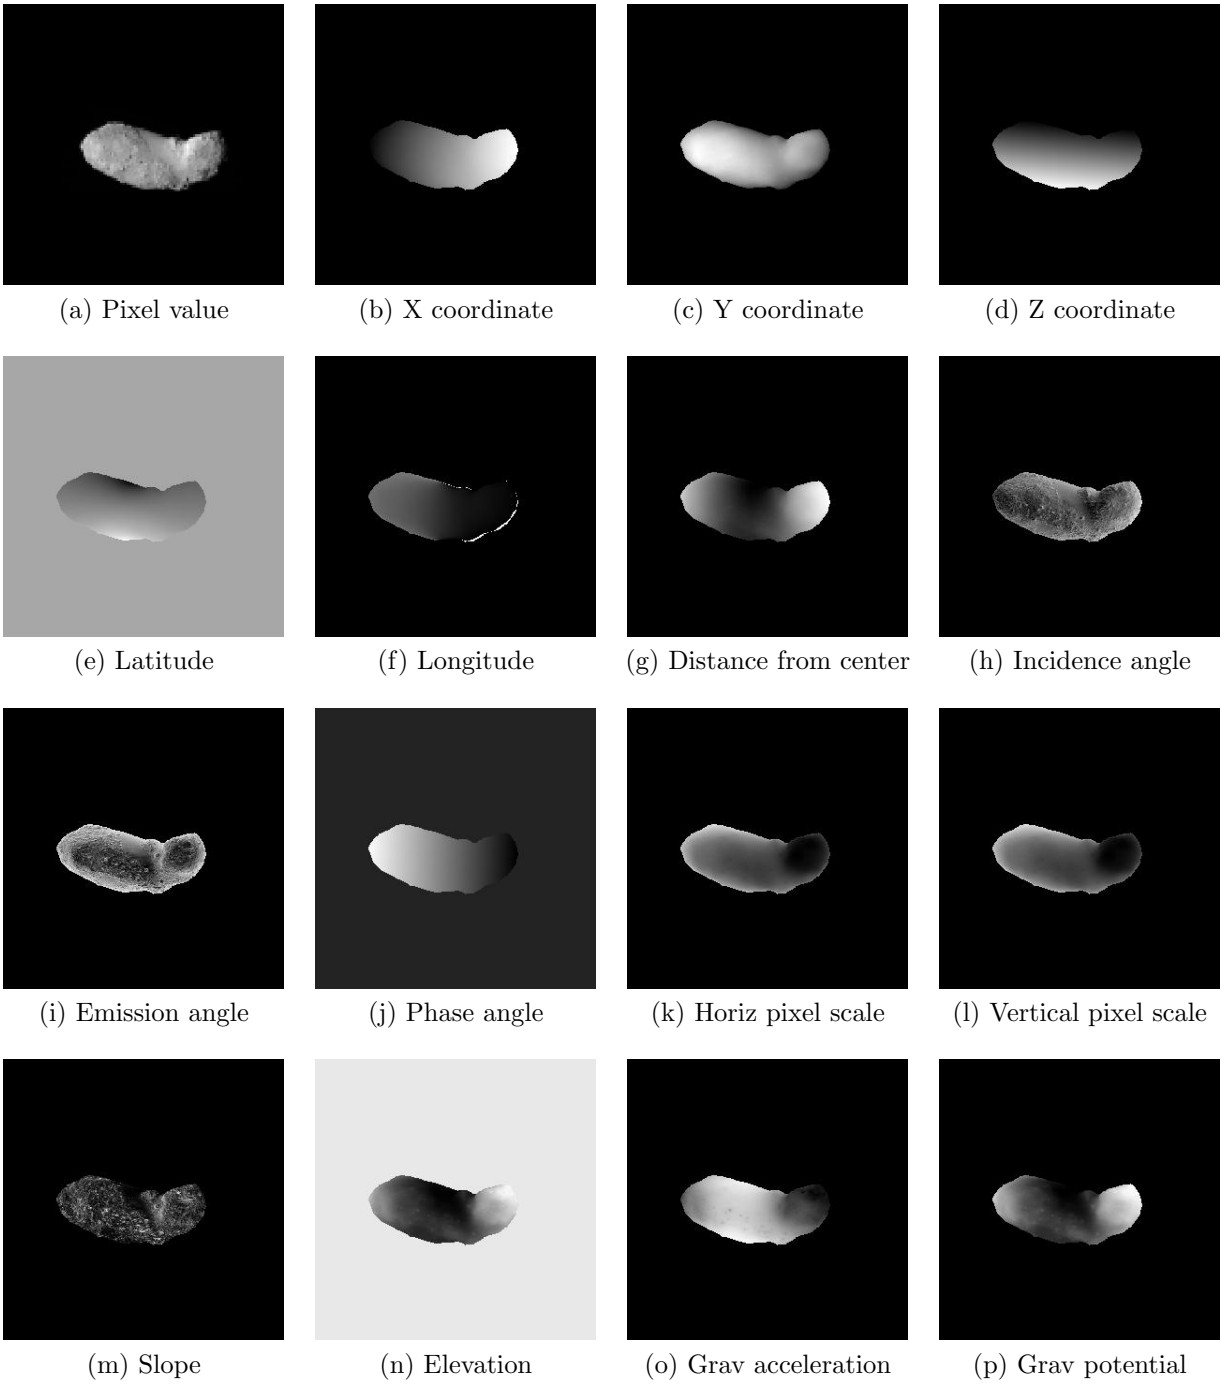 (a) Pixel value
(b) X coordinate
(c) Y coordinate
(d) Z coordinate
(e) Latitude
(f) Longitude
(g) Distance from center
(h) Incidence angle
(i) Emission angle
(j) Phase angle
(k) Horiz pixel scale
(l) Vertical pixel scale
(m) Slope
(n) Elevation
(o) Grav acceleration
(p) Grav potential